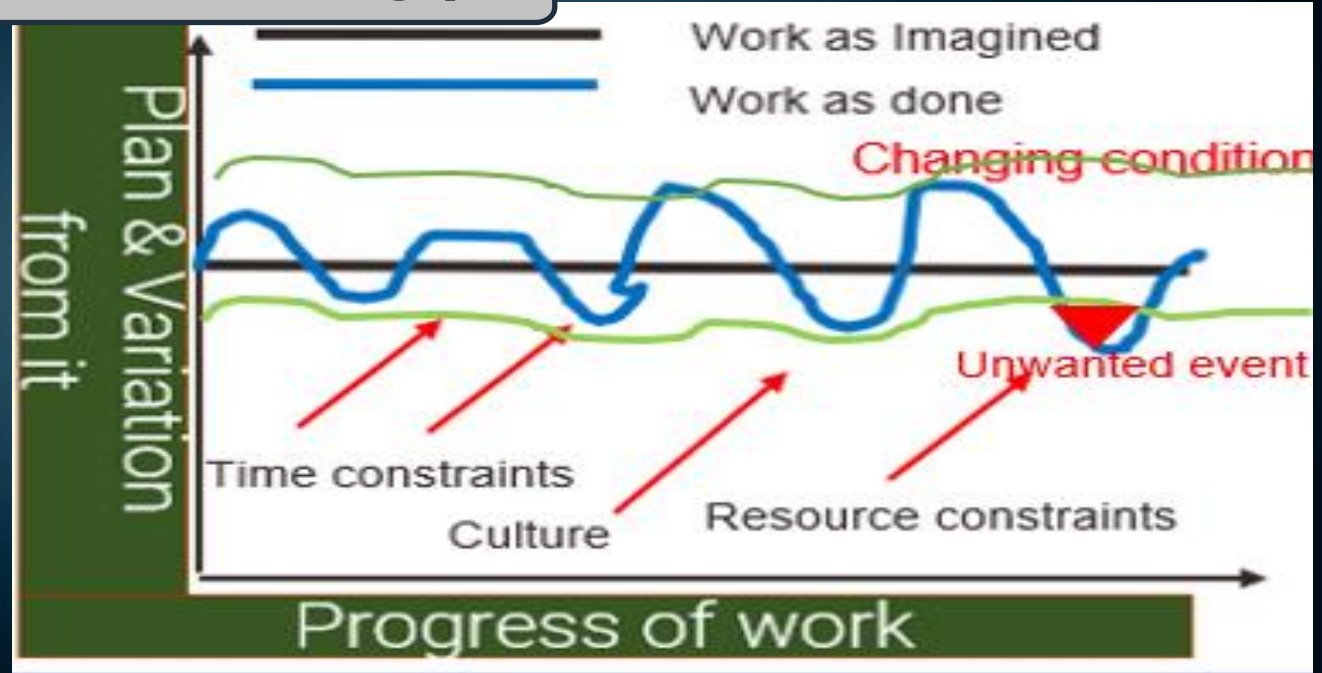 Work as Imagined
Work as done
Changing condition
Plan & Variation
from it
Unwanted event
Time constraints
Culture
Resource constraints
Progress of work